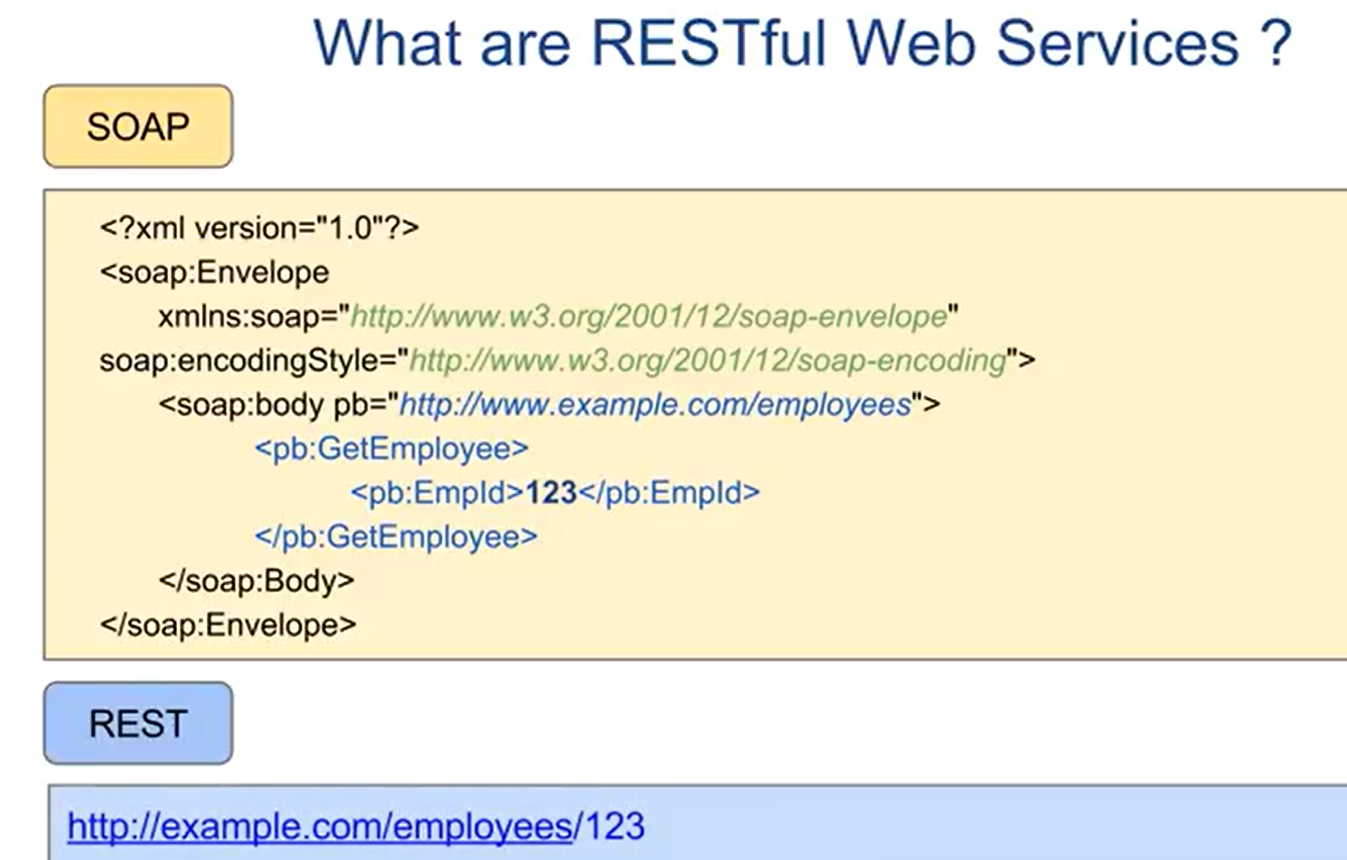 What are RESTful Web Services ?
SOAP
<?xml version="1.0"?>
<soap:Envelope
xmlns:soap="http://www.w3.org/2001/12/soap-envelope"
soap:encodingStyle="http://www.w3.org/2001/12/soap-encoding">
<soap:body pb="http://www.example.com/employees">
<pb:GetEmployee>
<pb:EmpId>123</pb:EmpId>
</pb:GetEmployee>
</soap:Body>
</soap:Envelope>
REST
http://example.com/employees/123